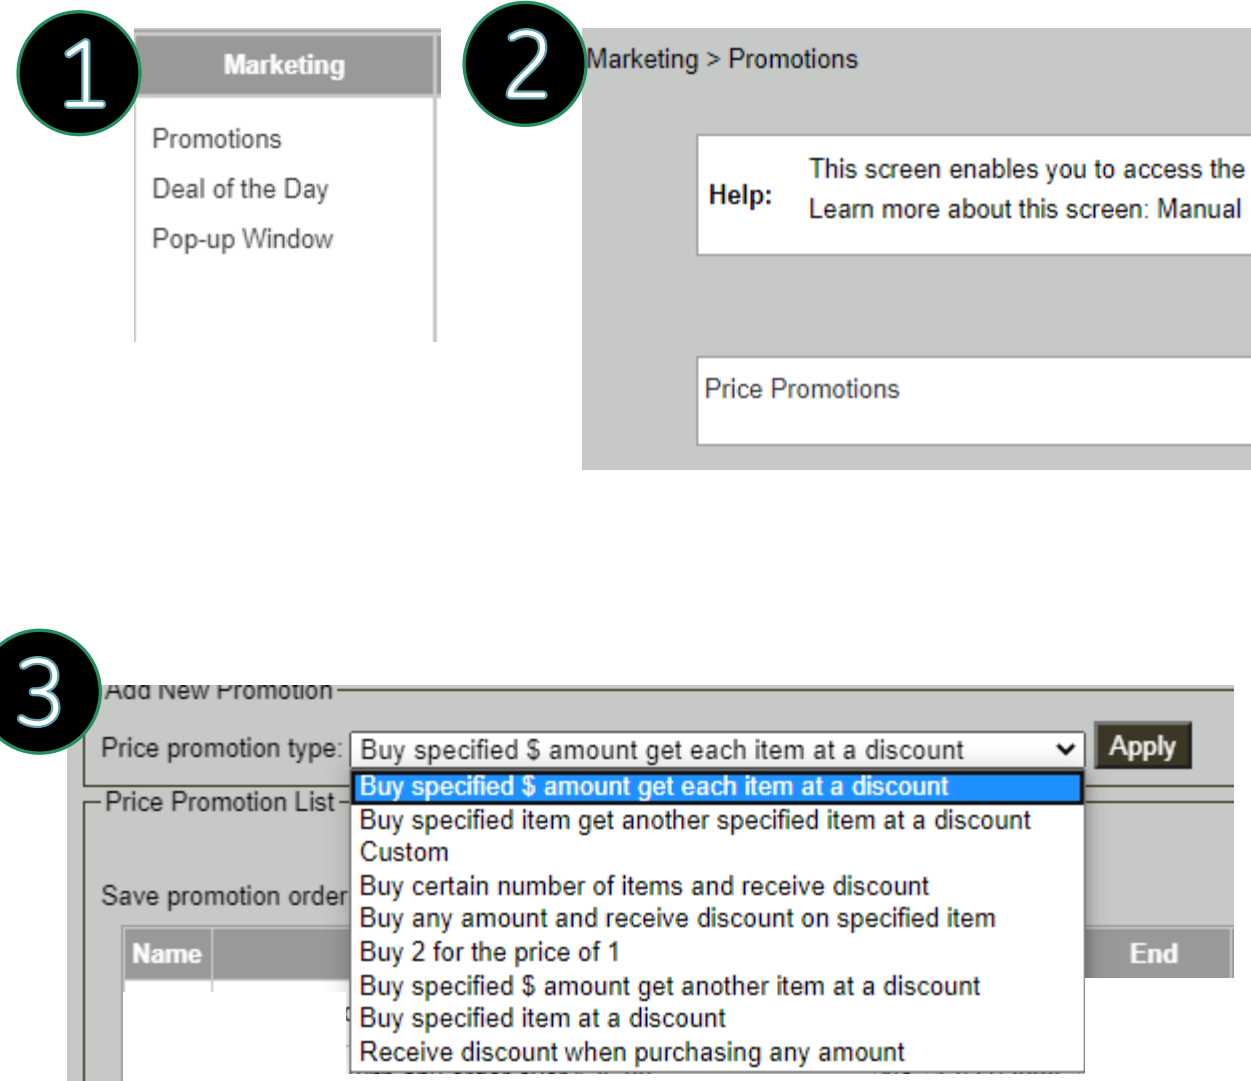 1
Marketing
Promotions
Deal of the Day
Pop-up Window
2
Marketing > Promotions
Help:
This screen enables you to access the
Learn more about this screen: Manual
Price Promotions
3
Add New Promotion
Price promotion type: Buy specified $ amount get each item at a discount Apply
Buy specified $ amount get each item at a discount
Buy specified item get another specified item at a discount
Custom
Buy certain number of items and receive discount
Buy any amount and receive discount on specified item
Buy 2 for the price of 1
Buy specified $ amount get another item at a discount
Buy specified item at a discount
Receive discount when purchasing any amount
Price Promotion List
Save promotion order
Name End